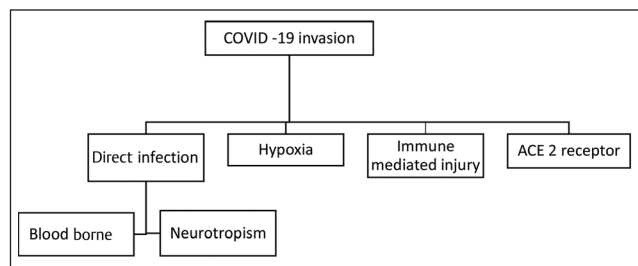 COVID -19 invasion
Direct infection
Hypoxia
Immune
mediated injury
ACE 2 receptor
Blood borne
Neurotropism